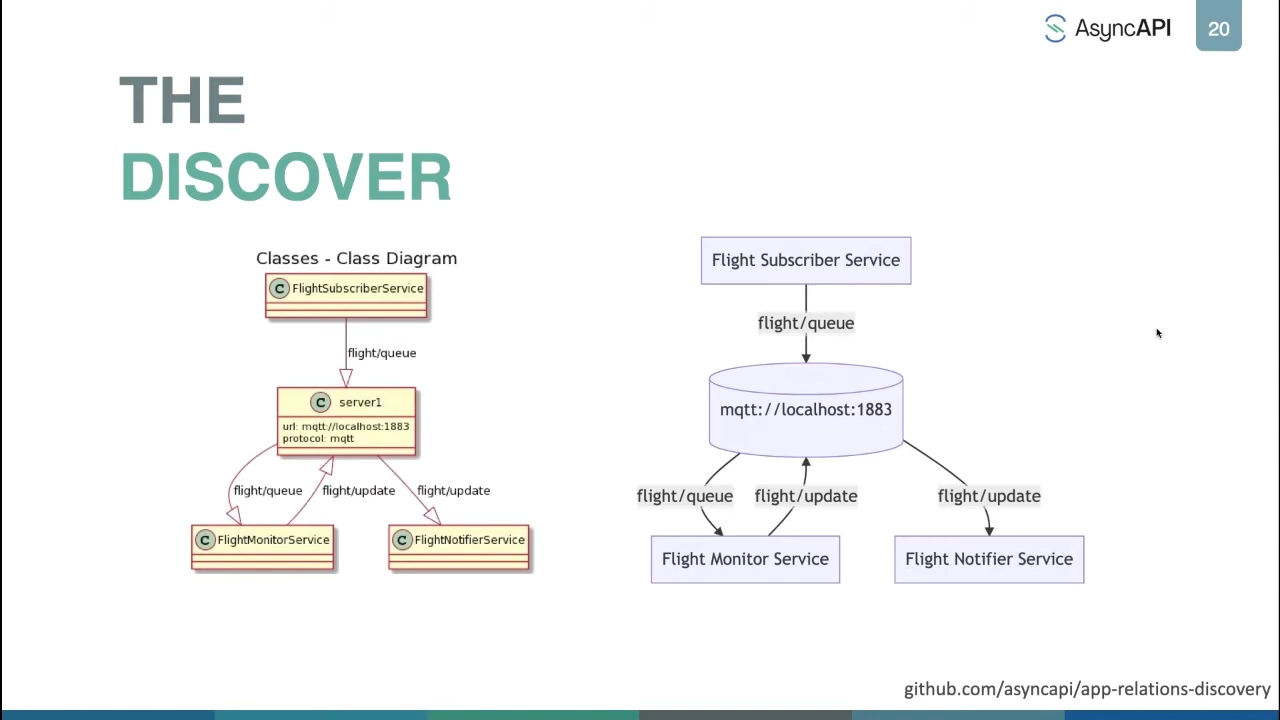 AsyncAPI
20
THE
DISCOVER
Classes - Class Diagram
C FlightSubscriberService
flight/queue
C server1
url: mqtt://localhost:1883
protocol: mqtt
flight/queue
flight/update
flight/update
C FlightMonitorService
C FlightNotifierService
Flight Subscriber Service
flight/queue
mqtt://localhost:1883
flight/queue
flight/update
flight/update
Flight Monitor Service
Flight Notifier Service
github.com/asyncapi/app-relations-discovery